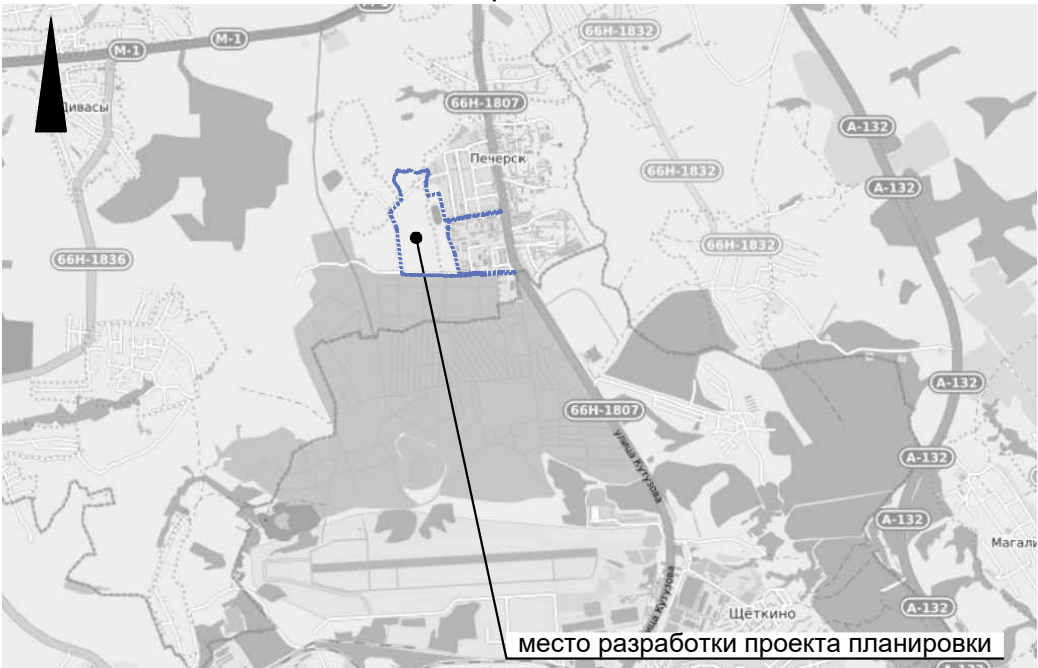 М-1
М-1
66Н-1832
Дивасы
66Н-1807
А-132
Печерск
66Н-1832
А-132
66Н-1832
66Н-1836
А-132
66Н-1807
улица Кутузова
А-132
А-132
Магали
Щёткино
А-132
место разработки проекта планировки